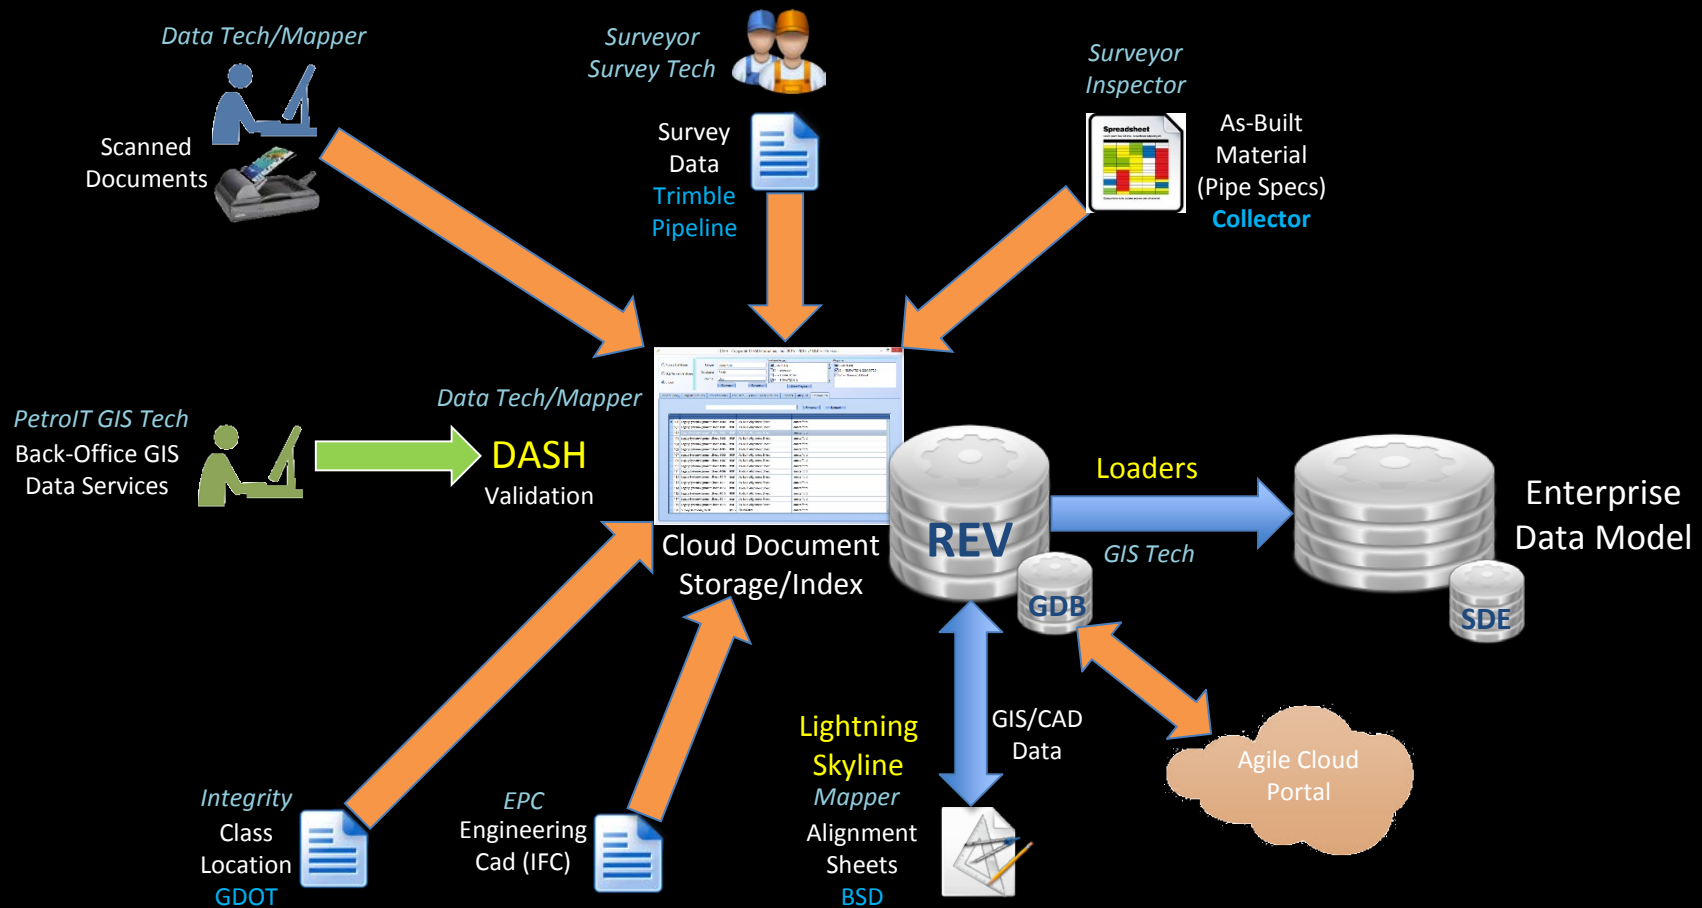 Data Tech/Mapper
Scanned
Documents
Surveyor
Survey Tech
Survey
Data
Trimble
Pipeline
Surveyor
Inspector
Spreadsheet
As-Built
Material
(Pipe Specs)
Collector
PetroIT GIS Tech
Back-Office GIS
Data Services
Data Tech/Mapper
DASH
Validation
Cloud Document
Storage/Index
REV
GDB
Loaders
GIS Tech
Enterprise
Data Model
SDE
Integrity
Class
Location
GDOT
EPC
Engineering
Cad (IFC)
Lightning
Skyline
Mapper
Alignment
Sheets
BSD
GIS/CAD
Data
Agile Cloud
Portal